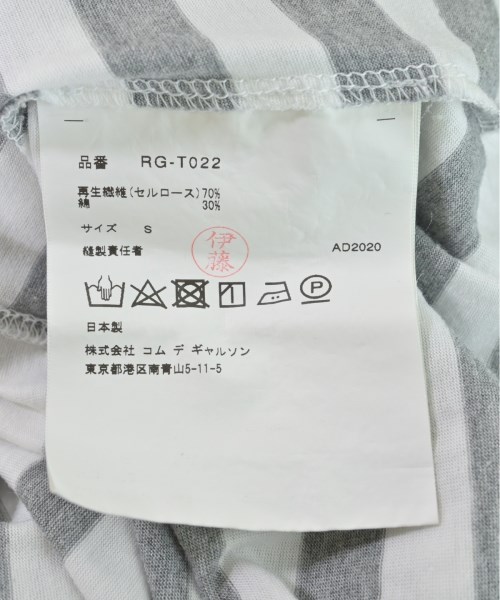 品番 RG-T022
再生繊維(セルロース)70%
綿 30%
サイズ S
縫製責任者 伊藤 AD2020
P
日本製
株式会社 コム デ ギャルソン
東京都港区南青山5-11-5